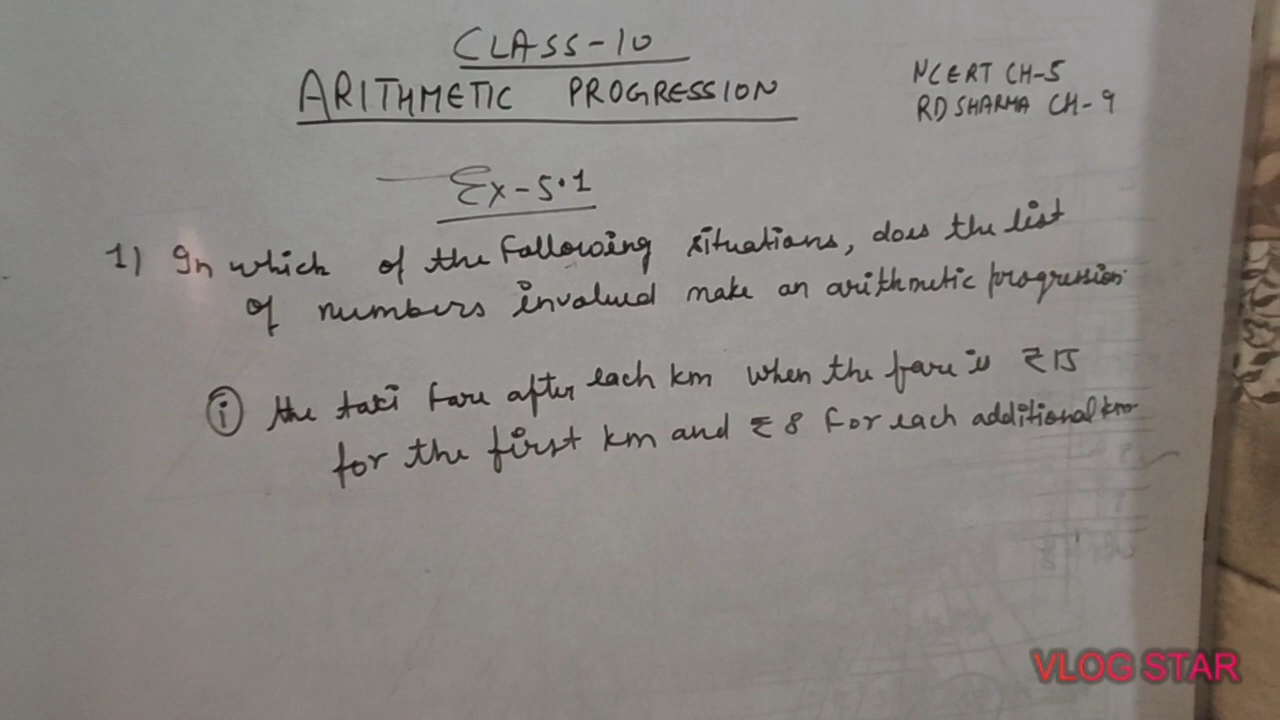 CLASS-10
ARITHMETIC PROGRESSION
NCERT CH-5
RD SHARMA CH-9
Ex-5.1
1) In which of the following situations, does the list
of numbers involved make an arithmetic progression
(i) the taxi fare after each km when the fare is ₹15
for the first km and ₹8 for each additional km
VLOG STAR